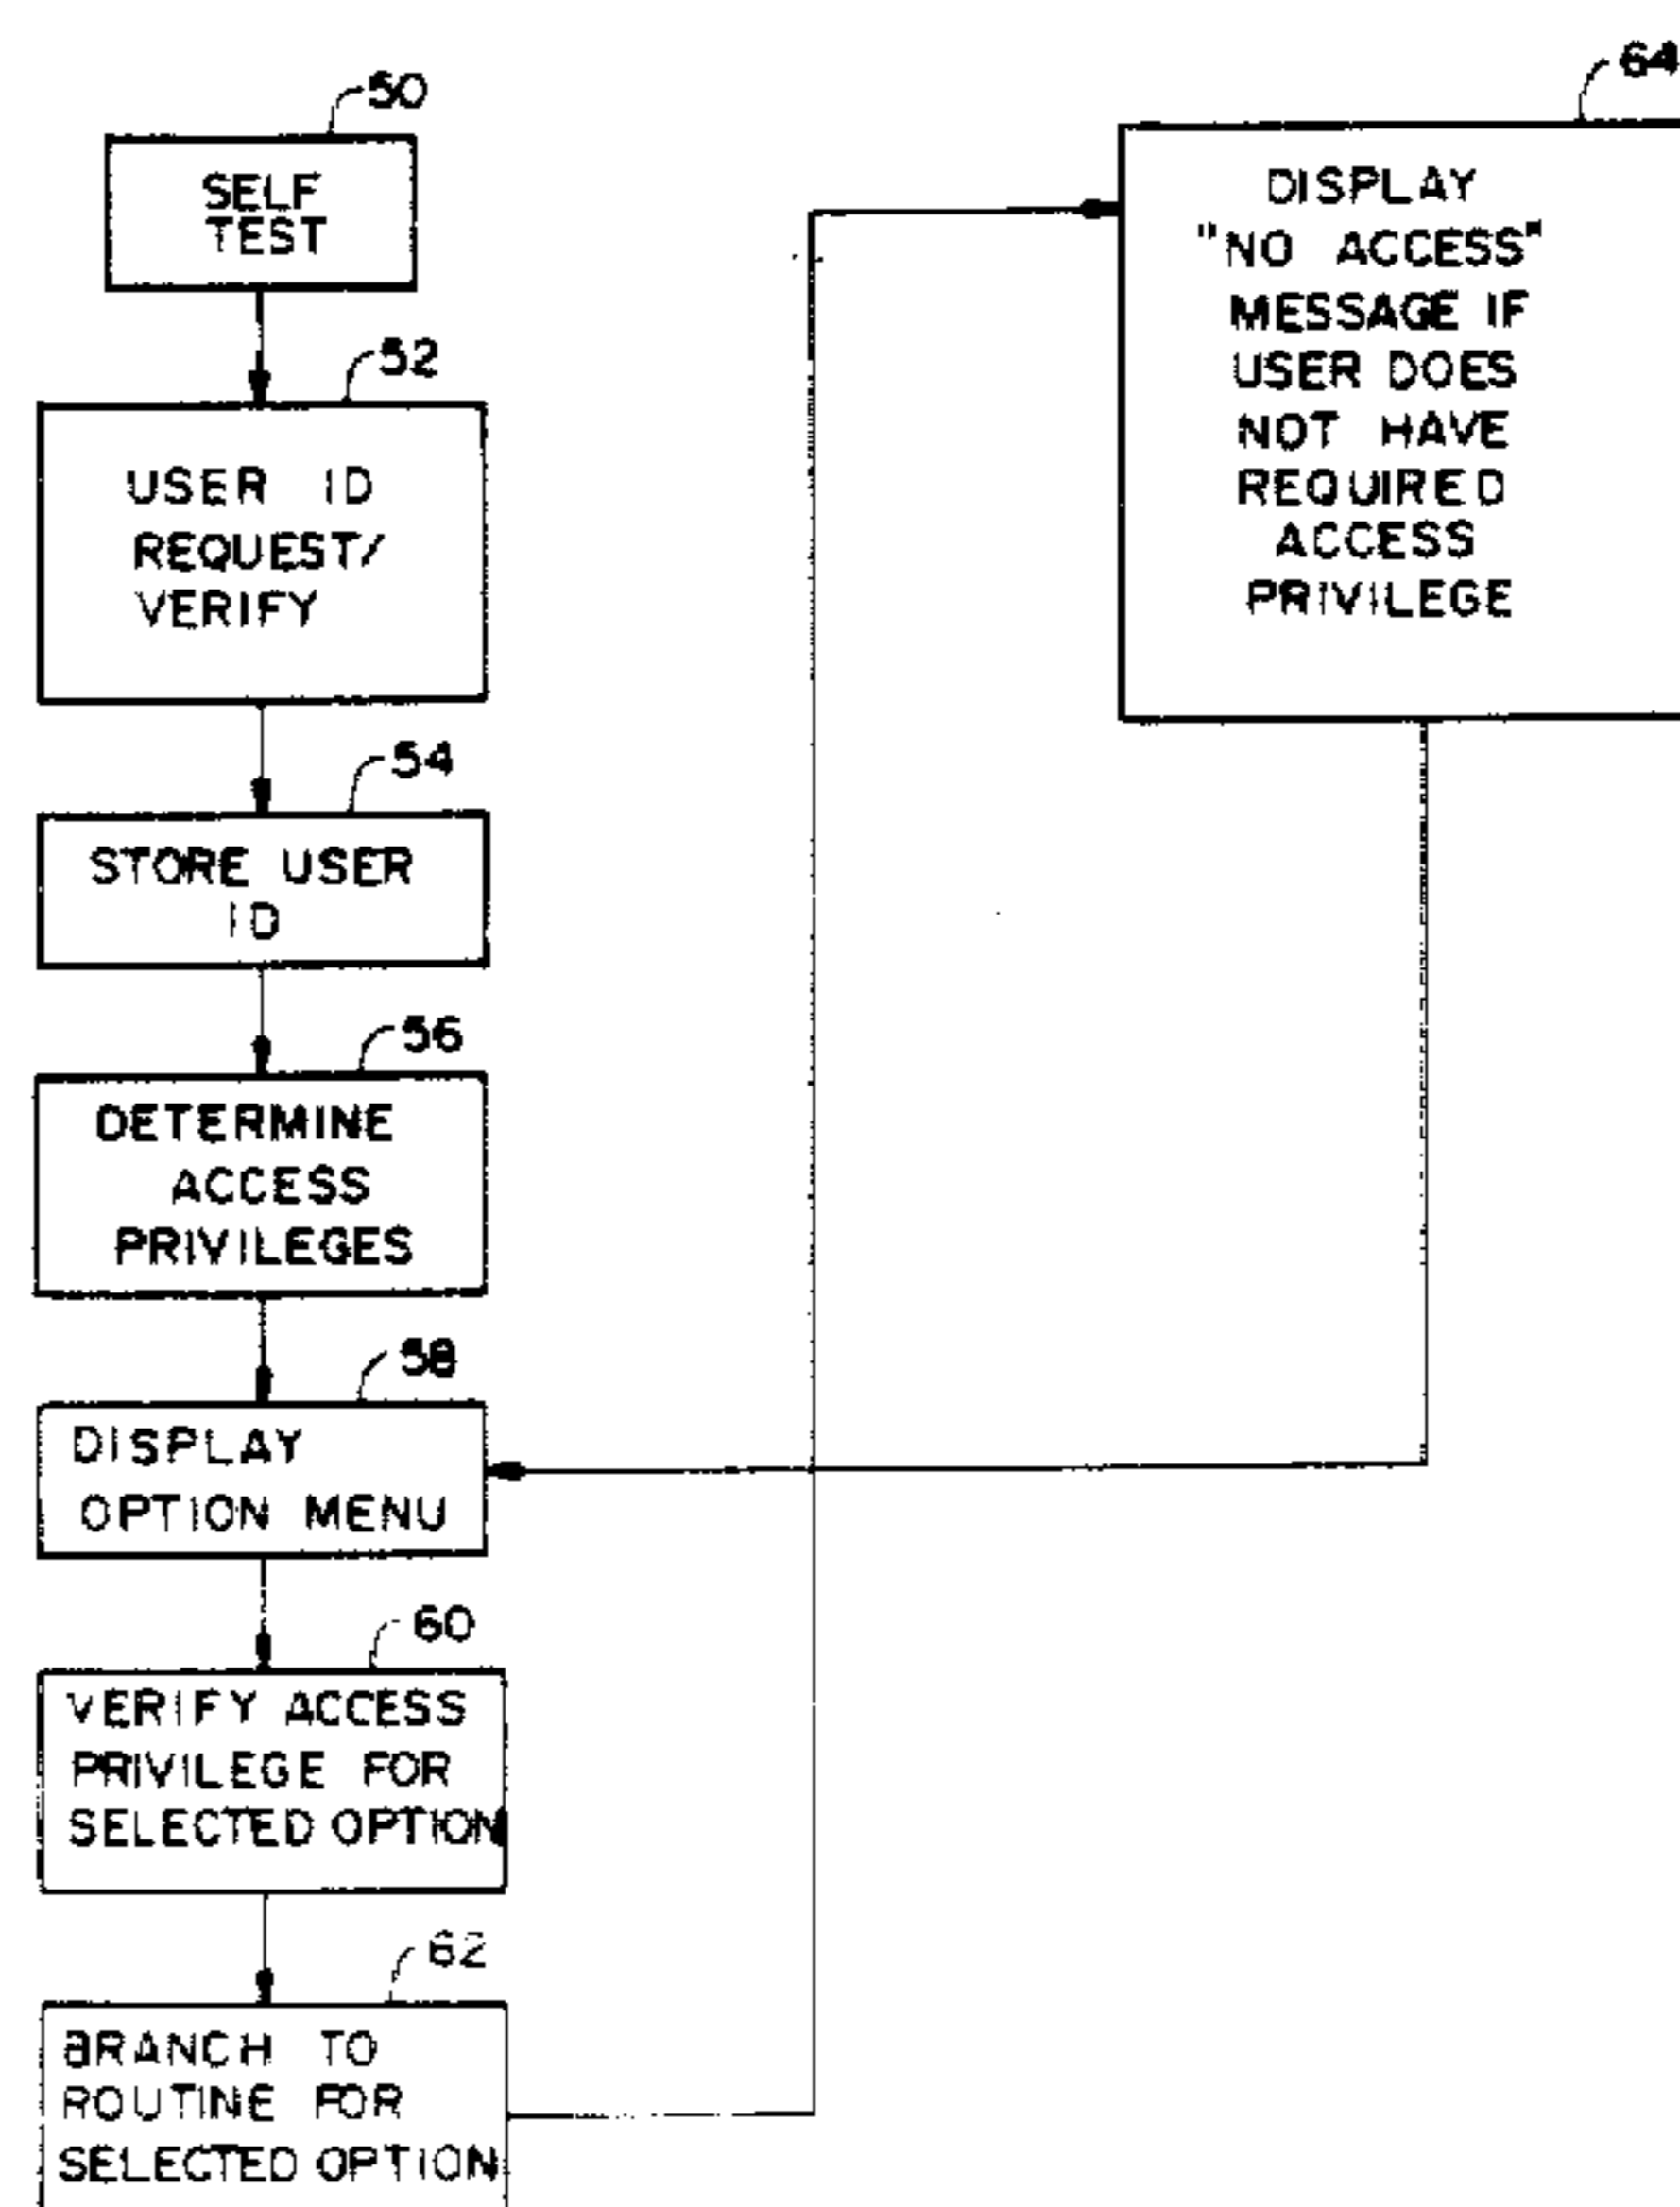 50
SELF
TEST
52
USER ID
REQUEST/
VERIFY
54
STORE USER
ID
56
DETERMINE
ACCESS
PRIVILEGES
58
DISPLAY
OPTION MENU
60
VERIFY ACCESS
PRIVILEGE FOR
SELECTED OPTION
62
BRANCH TO
ROUTINE FOR
SELECTED OPTION
64
DISPLAY
"NO ACCESS"
MESSAGE IF
USER DOES
NOT HAVE
REQUIRED
ACCESS
PRIVILEGE